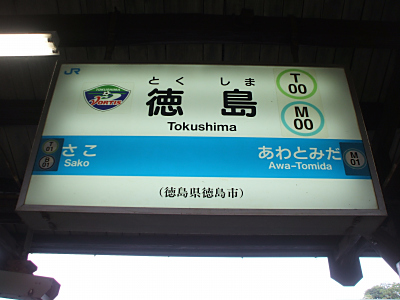 JR
とくしま
徳島
Tokushima
T
00
M
00
VORTIS
さこ
Sako
あわとみだ
Awa-Tomida
M
01
(徳島県徳島市)